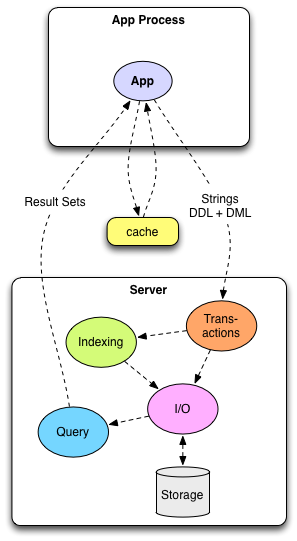 App Process
App
Result Sets
Strings
DDL + DML
cache
Server
Trans-
actions
Indexing
I/O
Query
Storage